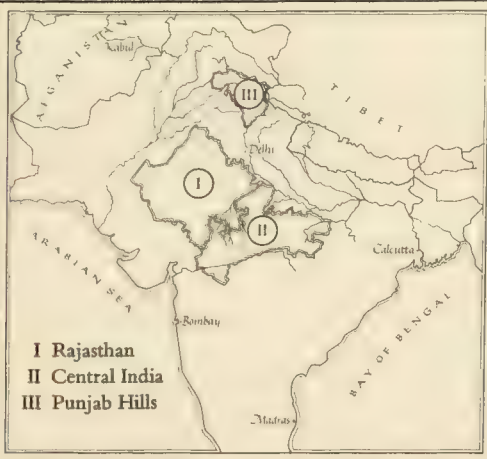 AFGANISTAN
Kabul
III
TIBET
Delhi
I
II
Calcutta
ARABIAN SEA
Bombay
BAY OF BENGAL
I Rajasthan
II Central India
III Punjab Hills
Madras